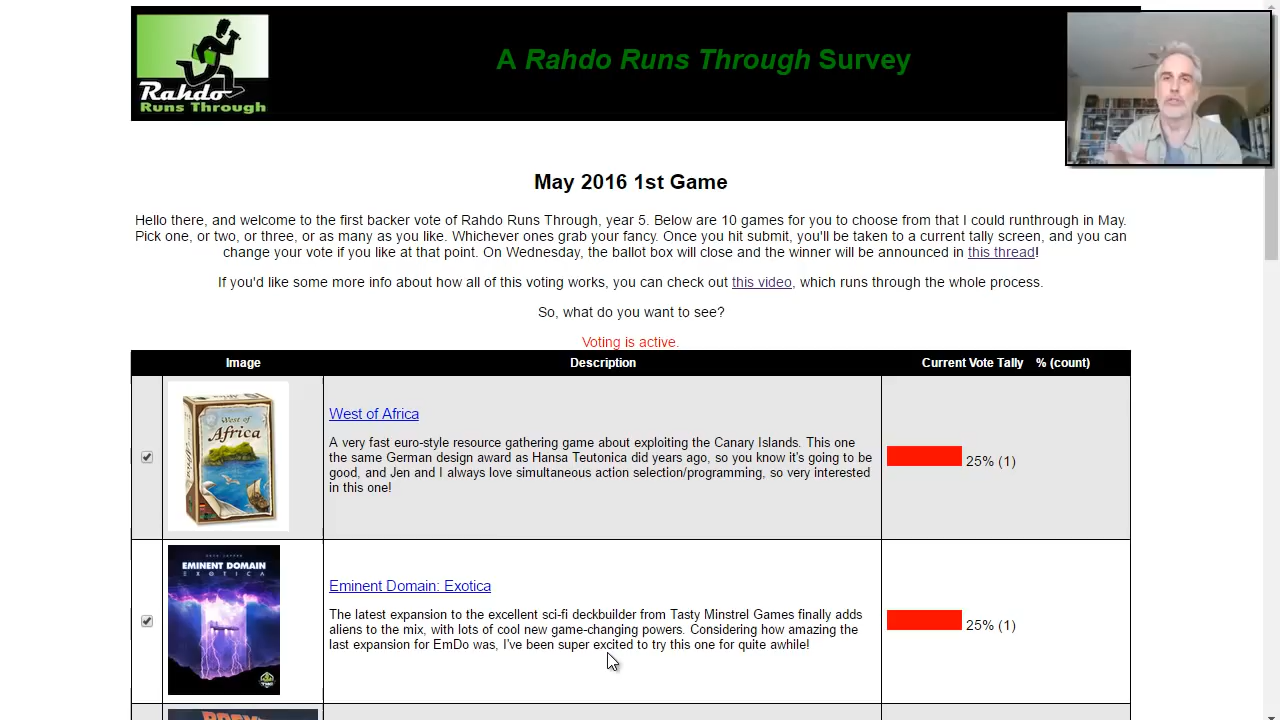 Rahdo
Runs Through
A Rahdo Runs Through Survey
May 2016 1st Game
Hello there, and welcome to the first backer vote of Rahdo Runs Through, year 5. Below are 10 games for you to choose from that I could runthrough in May.
Pick one, or two, or three, or as many as you like. Whichever ones grab your fancy. Once you hit submit, you'll be taken to a current tally screen, and you can
change your vote if you like at that point. On Wednesday, the ballot box will close and the winner will be announced in this thread!
If you'd like some more info about how all of this voting works, you can check out this video, which runs through the whole process.
So, what do you want to see?
Voting is active.
Image Description Current Vote Tally % (count)
West of
Africa
West of Africa
A very fast euro-style resource gathering game about exploiting the Canary Islands. This one
the same German design award as Hansa Teutonica did years ago, so you know it's going to be
good, and Jen and I always love simultaneous action selection/programming, so very interested
in this one!
25% (1)
EMINENT DOMAIN
EXOTICA
Eminent Domain: Exotica
The latest expansion to the excellent sci-fi deckbuilder from Tasty Minstrel Games finally adds
aliens to the mix, with lots of cool new game-changing powers. Considering how amazing the
last expansion for EmDo was, I've been super excited to try this one for quite awhile!
25% (1)